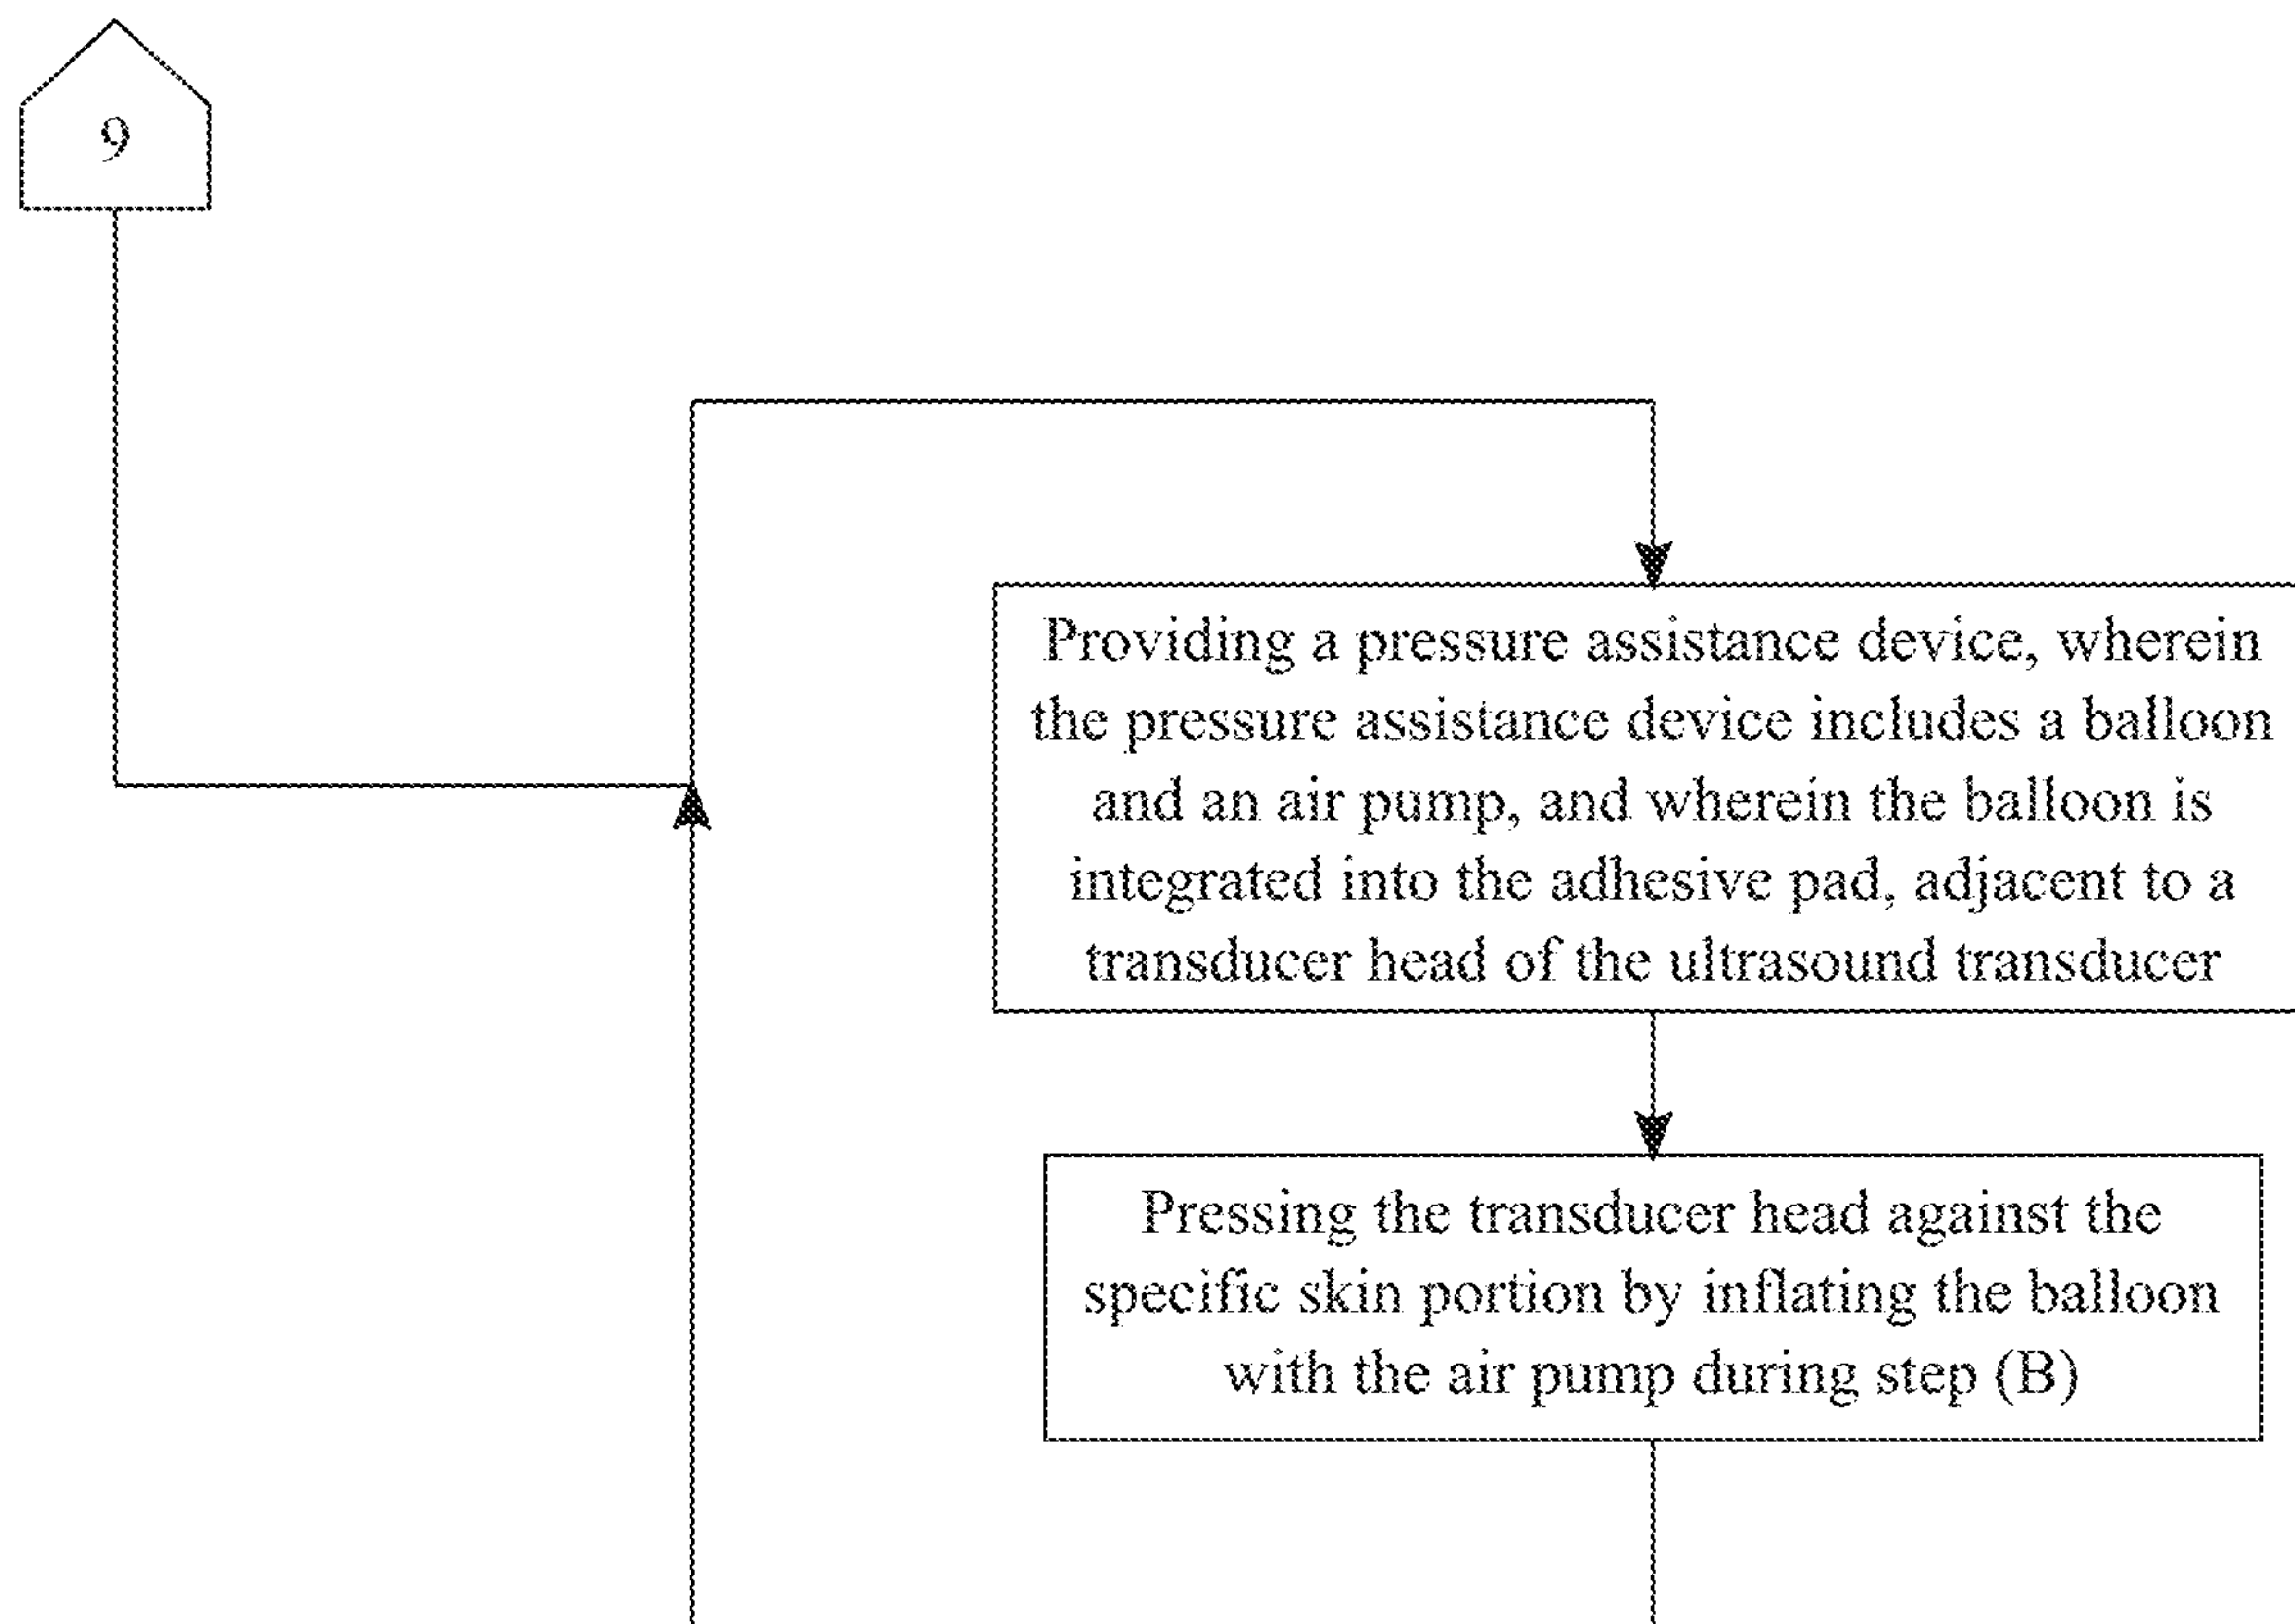 9
Providing a pressure assistance device, wherein
the pressure assistance device includes a balloon
and an air pump, and wherein the balloon is
integrated into the adhesive pad, adjacent to a
transducer head of the ultrasound transducer
Pressing the transducer head against the
specific skin portion by inflating the balloon
with the air pump during step (B)